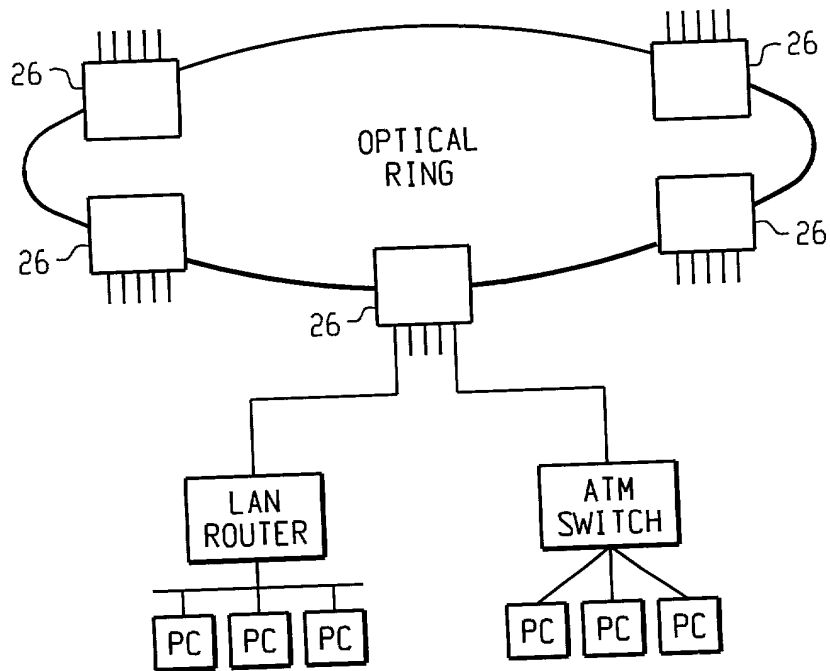 26
26
OPTICAL
RING
26
26
26
LAN
ROUTER
ATM
SWITCH
PC
PC
PC
PC
PC
PC